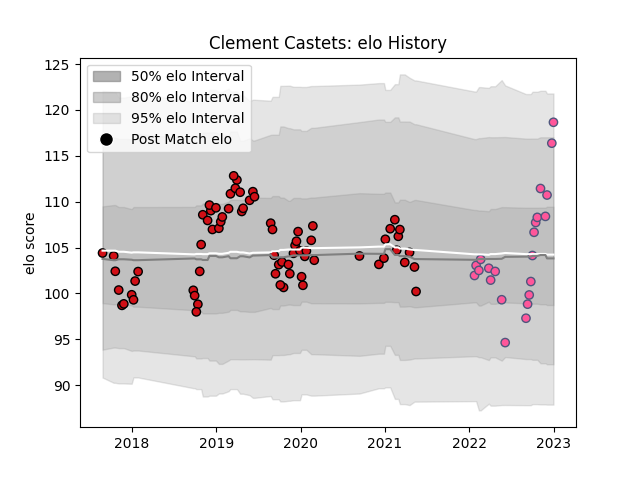 Clement Castets: elo History
50% elo Interval
80% elo Interval
95% elo Interval
Post Match elo
elo score
125
120
115
110
105
100
95
90
2018 2019 2020 2021 2022 2023